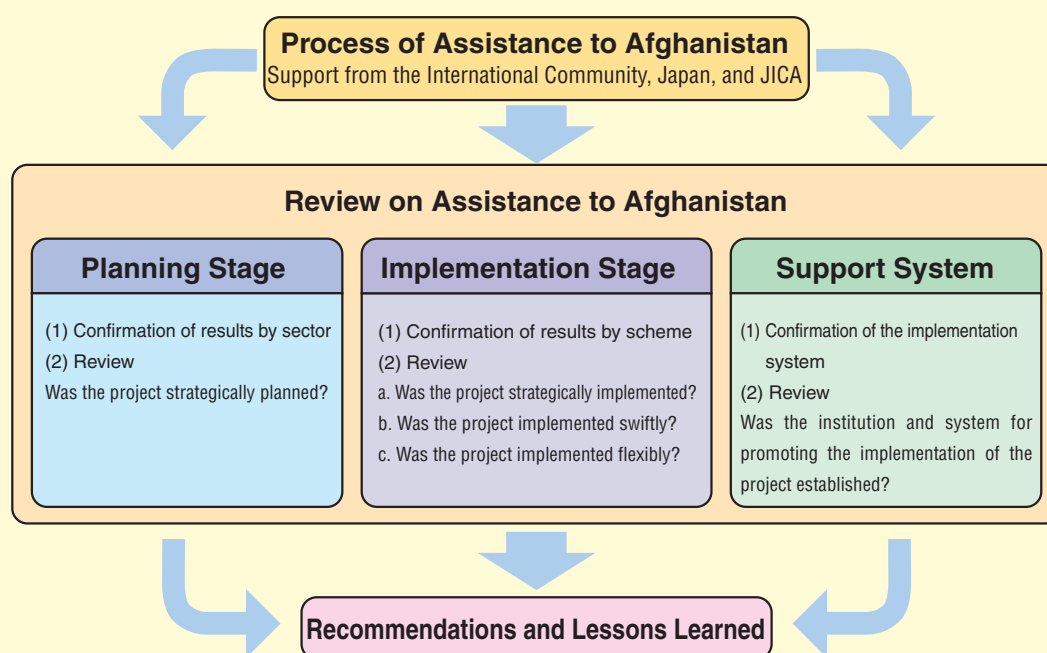 Process of Assistance to Afghanistan
Support from the International Community, Japan, and JICA
Review on Assistance to Afghanistan
Planning Stage
(1) Confirmation of results by sector
(2) Review
Was the project strategically planned?
Implementation Stage
(1) Confirmation of results by scheme
(2) Review
a. Was the project strategically implemented?
b. Was the project implemented swiftly?
c. Was the project implemented flexibly?
Support System
(1) Confirmation of the implementation
system
(2) Review
Was the institution and system for
promoting the implementation of the
project established?
Recommendations and Lessons Learned